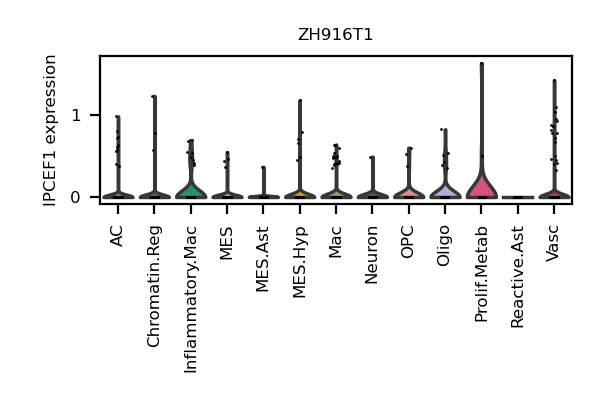 ZH916T1
IPCEF1 expression
1
0
AC
Chromatin.Reg
Inflammatory.Mac
MES
MES.Ast
MES.Hyp
Mac
Neuron
OPC
Oligo
Prolif.Metab
Reactive.Ast
Vasc